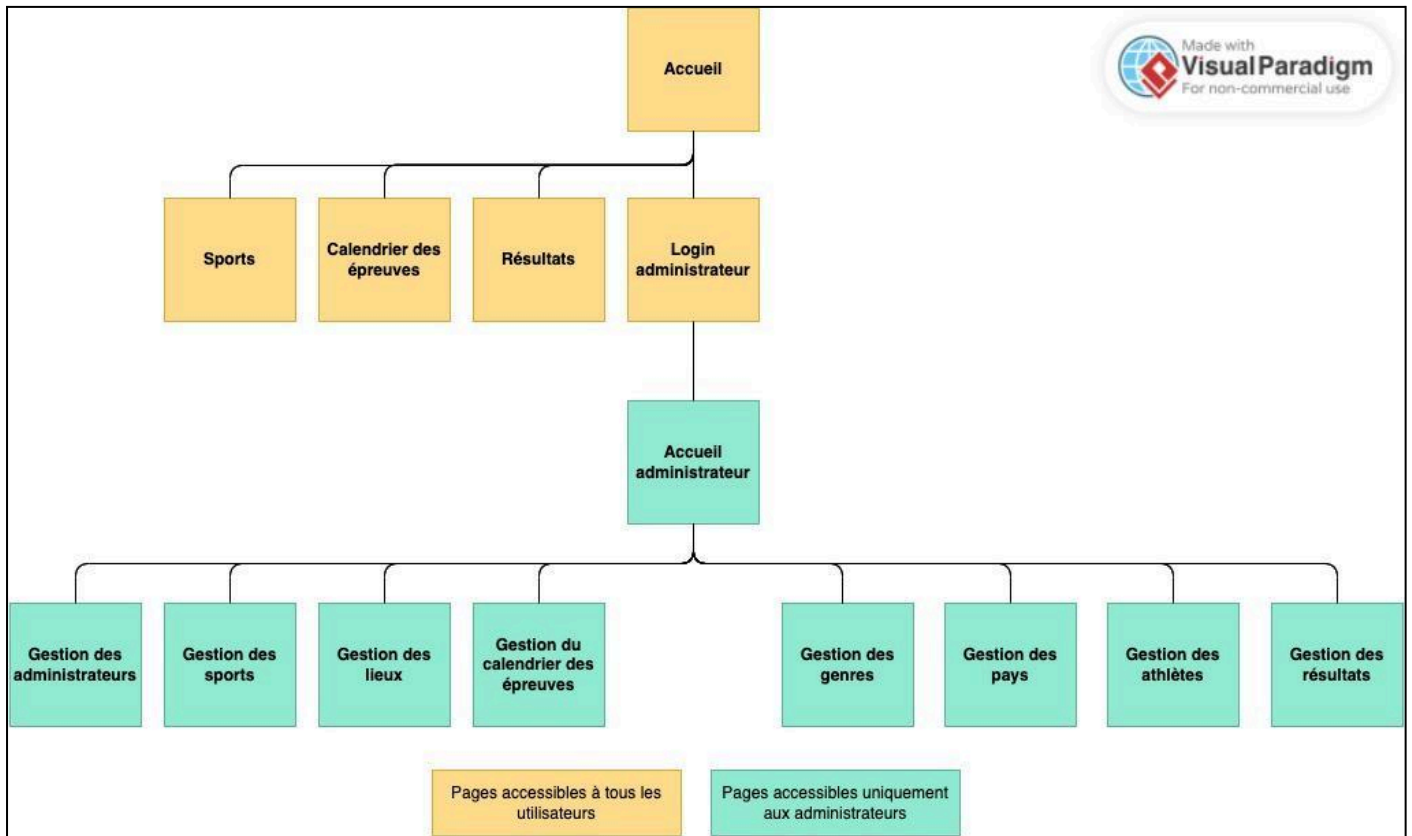 Accueil
Made with
Visual Paradigm
For non-commercial use
Sports
Calendrier des
épreuves
Résultats
Login
administrateur
Accueil
administrateur
Gestion des
administrateurs
Gestion des
sports
Gestion des
lieux
Gestion du
calendrier des
épreuves
Gestion des
genres
Gestion des
pays
Gestion des
athlètes
Gestion des
résultats
Pages accessibles à tous les
utilisateurs
Pages accessibles uniquement
aux administrateurs